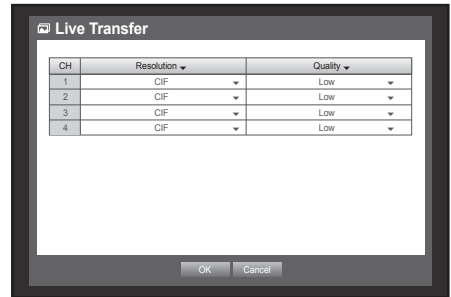 Live Transfer
CH Resolution Quality
1 CIF Low
2 CIF Low
3 CIF Low
4 CIF Low
OK Cancel